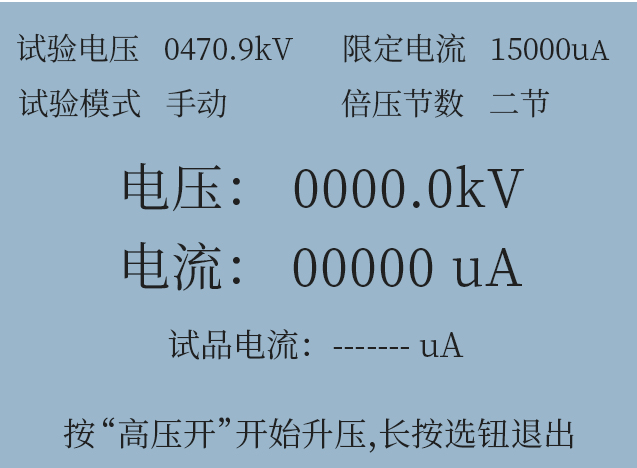 试验电压 0470.9kV 限定电流 15000uA
试验模式 手动 倍压节数 二节
电压： 0000.0kV
电流： 00000 uA
试品电流： ------- uA
按“高压开”开始升压,长按选钮退出